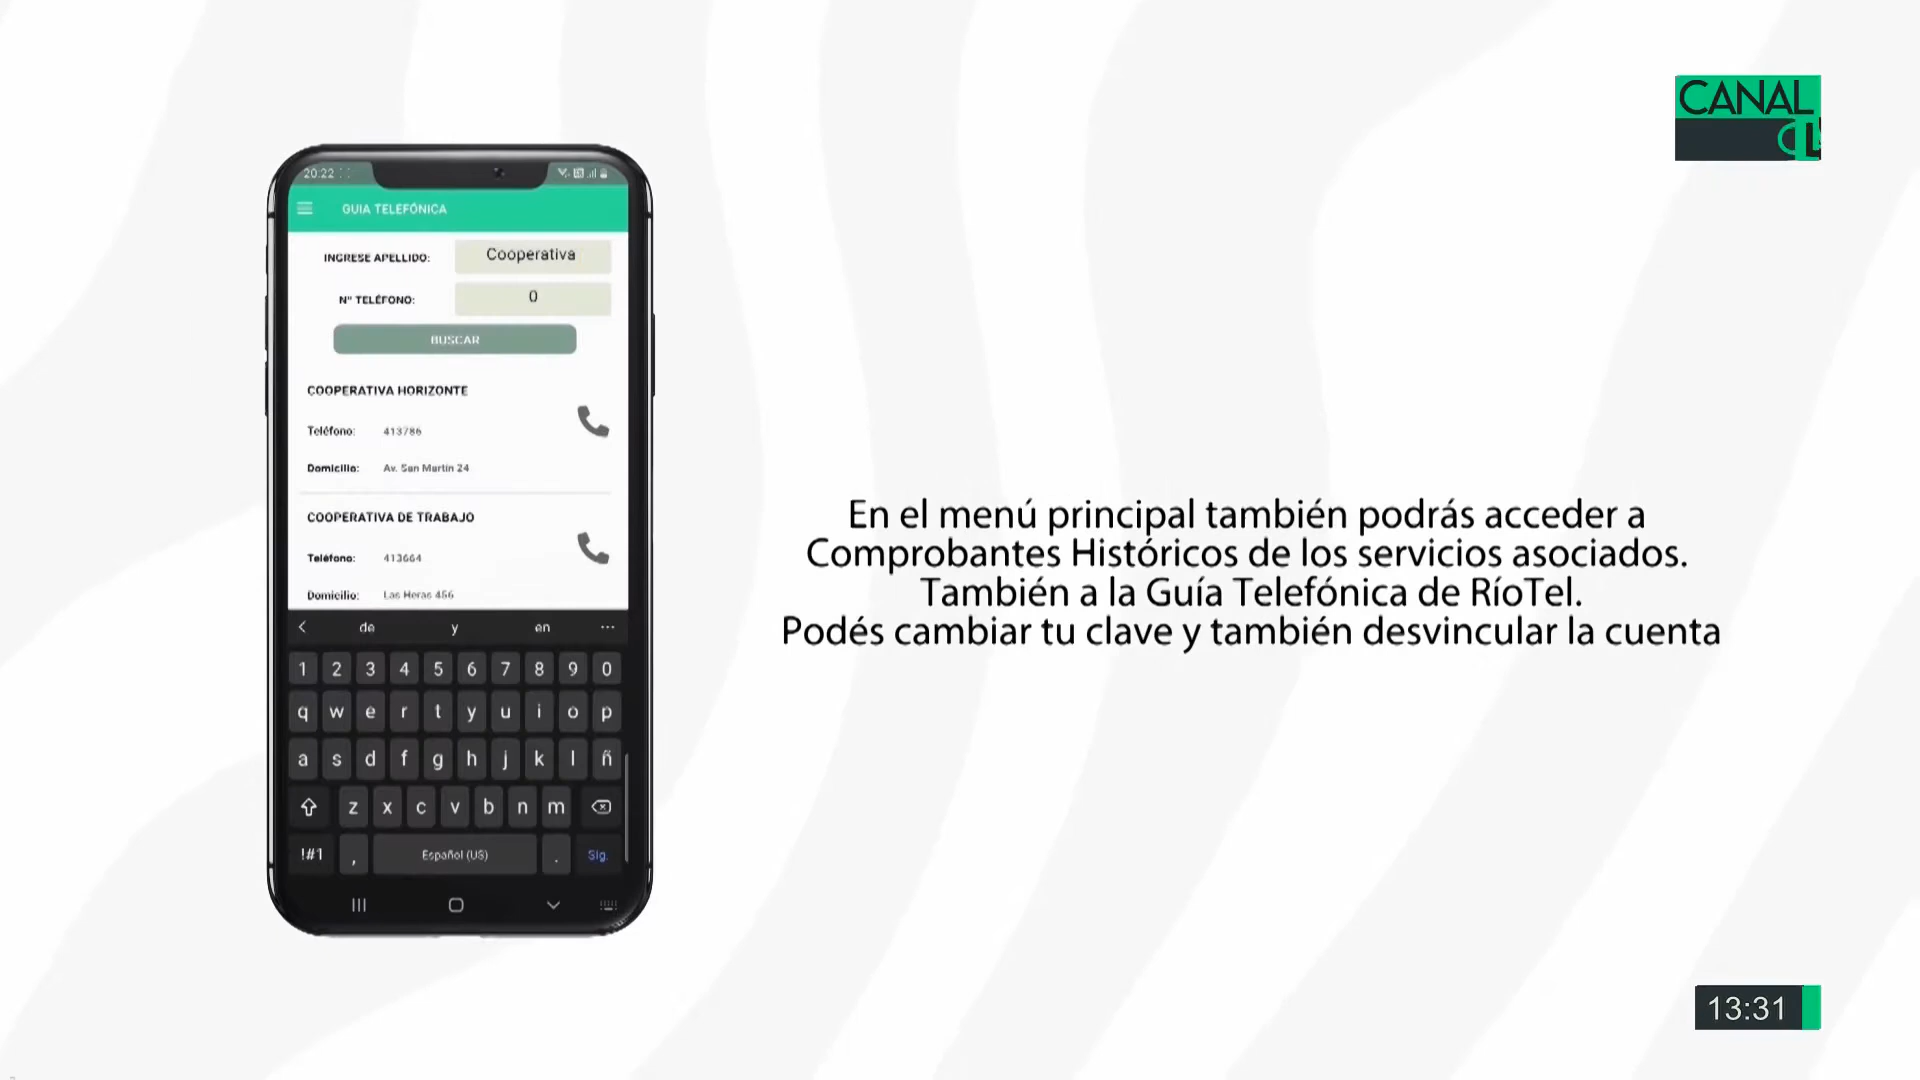 CANAL
20:22
GUIA TELEFÓNICA
INGRESE APELLIDO: Cooperativa
N° TELÉFONO: 0
BUSCAR
COOPERATIVA HORIZONTE
Teléfono: 413786
Domicilio: Av. San Martín 24
COOPERATIVA DE TRABAJO
Teléfono: 413664
Domicilio: Las Heras 456
En el menú principal también podrás acceder a
Comprobantes Históricos de los servicios asociados.
También a la Guía Telefónica de RíoTel.
Podés cambiar tu clave y también desvincular la cuenta
de y en ...
1 2 3 4 5 6 7 8 9 0
q w e r t y u i o p
a s d f g h j k l ñ
z x c v b n m
!#1 , Español (US) . Sig.
13:31